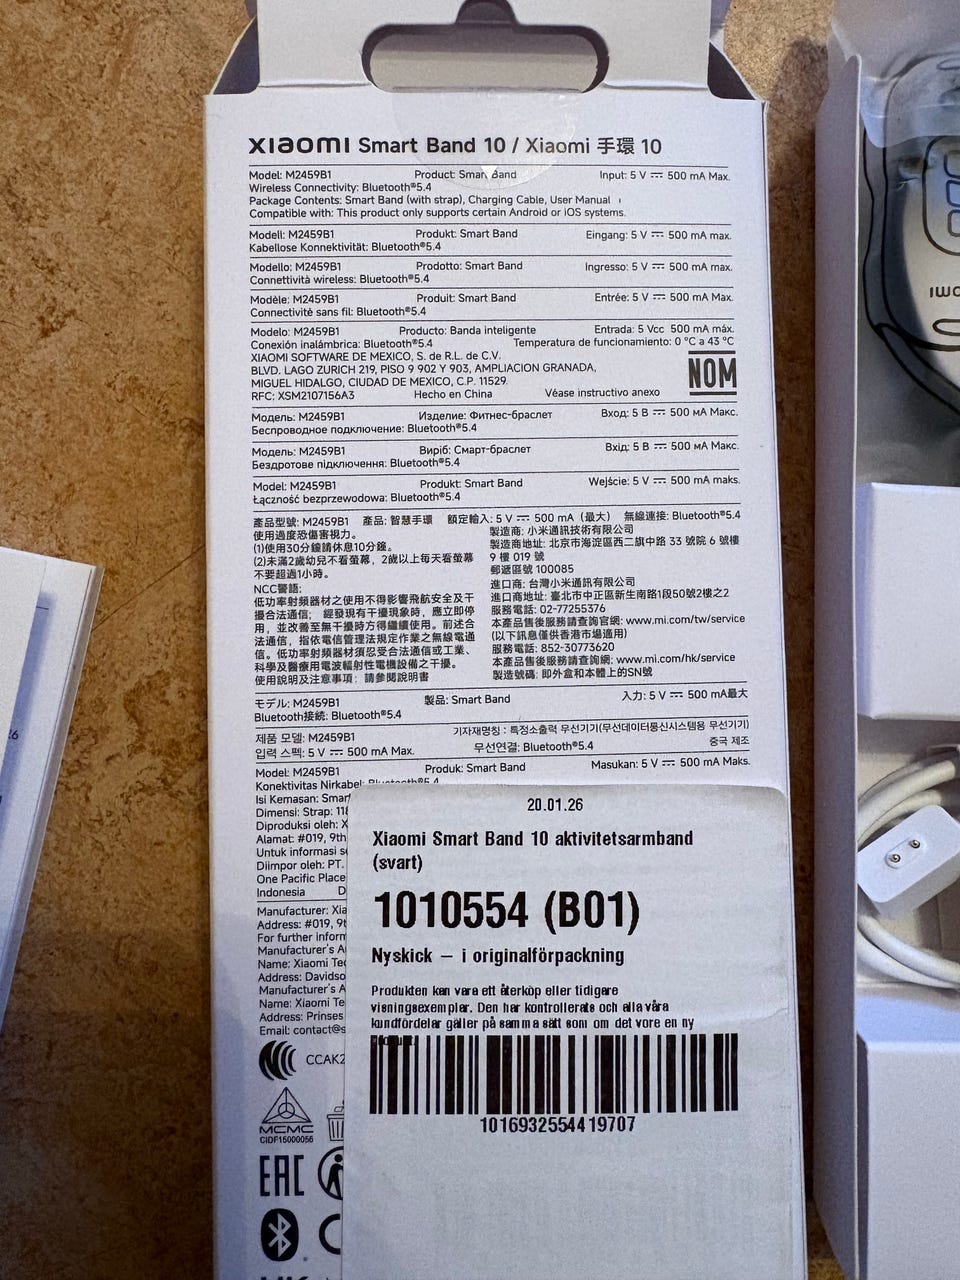 xiaomi Smart Band 10 / Xiaomi 手環 10
Model: M2459B1 Product: Smart Band Input: 5 V ⎓ 500 mA Max.
Wireless Connectivity: Bluetooth®5.4
Package Contents: Smart Band (with strap), Charging Cable, User Manual
Compatible with: This product only supports certain Android or iOS systems.
Modell: M2459B1 Produkt: Smart Band Eingang: 5 V ⎓ 500 mA max.
Kabellose Konnektivität: Bluetooth®5.4
Modello: M2459B1 Prodotto: Smart Band Ingresso: 5 V ⎓ 500 mA max.
Connettività wireless: Bluetooth®5.4
Modèle: M2459B1 Produit: Smart Band Entrée: 5 V ⎓ 500 mA Max.
Connectivité sans fil: Bluetooth®5.4
Modelo: M2459B1 Producto: Banda inteligente Entrada: 5 Vcc 500 mA máx.
Conexión inalámbrica: Bluetooth®5.4 Temperatura de funcionamiento: 0 °C a 43 °C
XIAOMI SOFTWARE DE MEXICO, S. de R.L. de C.V.
BLVD. LAGO ZURICH 219, PISO 9 902 Y 903, AMPLIACION GRANADA,
MIGUEL HIDALGO, CIUDAD DE MEXICO, C.P. 11529
RFC: XSM2107156A3 Hecho en China Véase instructivo anexo
NOM
Модель: M2459B1 Изделие: Фитнес-браслет Вход: 5 В ⎓ 500 мА Макс.
Беспроводное подключение: Bluetooth®5.4
Модель: M2459B1 Виріб: Смарт-браслет Вхід: 5 В ⎓ 500 мА Макс.
Бездротове підключення: Bluetooth®5.4
Model: M2459B1 Produkt: Smart Band Wejście: 5 V ⎓ 500 mA maks.
Łączność bezprzewodowa: Bluetooth®5.4
產品型號: M2459B1 產品: 智慧手環 額定輸入: 5 V ⎓ 500 mA（最大） 無線連接: Bluetooth®5.4
使用過度恐傷害視力。
(1)使用30分鐘請休息10分鐘。
(2)未滿2歲幼兒不看螢幕，2歲以上每天看螢幕
不要超過1小時。
NCC警語:
低功率射頻器材之使用不得影響飛航安全及干
擾合法通信；經發現有干擾現象時，應立即停
用，並改善至無干擾時方得繼續使用。前述合
法通信，指依電信管理法規定作業之無線電通
信。低功率射頻器材須忍受合法通信或工業、
科學及醫療用電波輻射性電機設備之干擾。
使用說明及注意事項：請參閱說明書
製造商: 小米通訊技術有限公司
製造商地址: 北京市海淀區西二旗中路 33 號院 6 號樓
9 樓 019 號
郵遞區號 100085
進口商: 台灣小米通訊有限公司
進口商地址: 臺北市中正區新生南路1段50號2樓之2
服務電話: 02-77255376
本產品售後服務請查詢官網: www.mi.com/tw/service
(以下訊息僅供香港市場適用)
服務電話: 852-30773620
本產品售後服務請查詢網: www.mi.com/hk/service
製造號碼: 即外盒和本體上的SN號
モデル: M2459B1 製品: Smart Band 入力: 5 V ⎓ 500 mA最大
Bluetooth接続: Bluetooth®5.4
제품 모델: M2459B1 기자재명칭 : 특정소출력 무선기기(무선데이터통신시스템용 무선기기)
입력 스펙: 5 V ⎓ 500 mA Max. 무선연결: Bluetooth®5.4 중국 제조
Model: M2459B1 Produk: Smart Band Masukan: 5 V ⎓ 500 mA Maks.
Konektivitas Nirkabel: Bluetooth®5.4
Isi Kemasan: Smar
Dimensi: Strap: 118
Diproduksi oleh: X
Alamat: #019, 9th
Untuk informasi s
Diimpor oleh: PT.
One Pacific Place
Indonesia D
Manufacturer: Xia
Address: #019, 9t
For further inform
Manufacturer's A
Name: Xiaomi Tec
Address: Davidso
Manufacturer's A
Name: Xiaomi Te
Address: Prinses
Email: contact@s
CCAK2
MCMC
CIDF15000056
EAC
20.01.26
Xiaomi Smart Band 10 aktivitetsarmband
(svart)
1010554 (B01)
Nyskick – i originalförpackning
Produkten kan vara ett återköp eller tidigare
visningsexemplar. Den har kontrollerats och alla våra
kundfördelar gäller på samma sätt som om det vore en ny
produkt.
1016932554419707